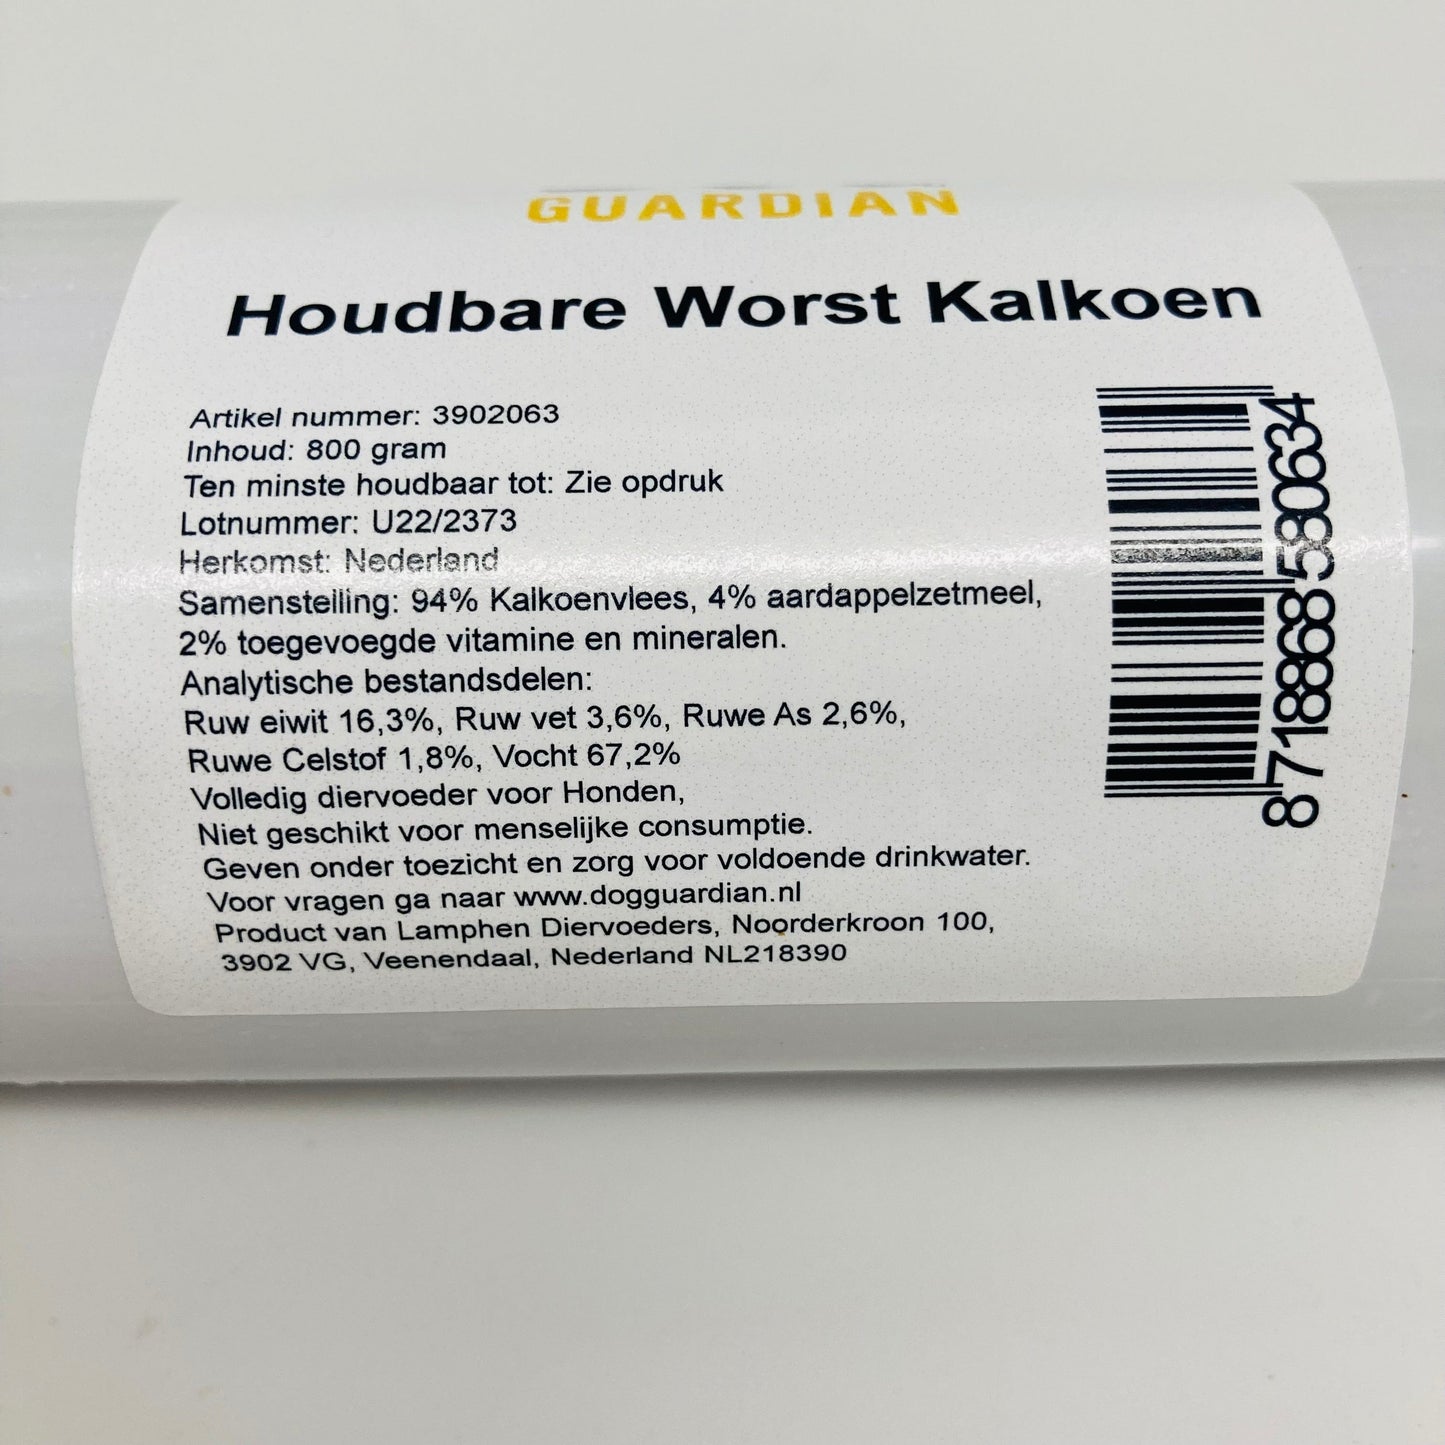 GUARDIAN
Houdbare Worst Kalkoen
Artikel nummer: 3902063
Inhoud: 800 gram
Ten minste houdbaar tot: Zie opdruk
Lotnummer: U22/2373
Herkomst: Nederland
Samenstelling: 94% Kalkoenvlees, 4% aardappelzetmeel,
2% toegevoegde vitamine en mineralen.
Analytische bestandsdelen:
Ruw eiwit 16,3%, Ruw vet 3,6%, Ruwe As 2,6%,
Ruwe Celstof 1,8%, Vocht 67,2%
Volledig diervoeder voor Honden,
Niet geschikt voor menselijke consumptie.
Geven onder toezicht en zorg voor voldoende drinkwater.
Voor vragen ga naar www.dogguardian.nl
Product van Lamphen Diervoeders, Noorderkroon 100,
3902 VG, Veenendaal, Nederland NL218390
8718868580634